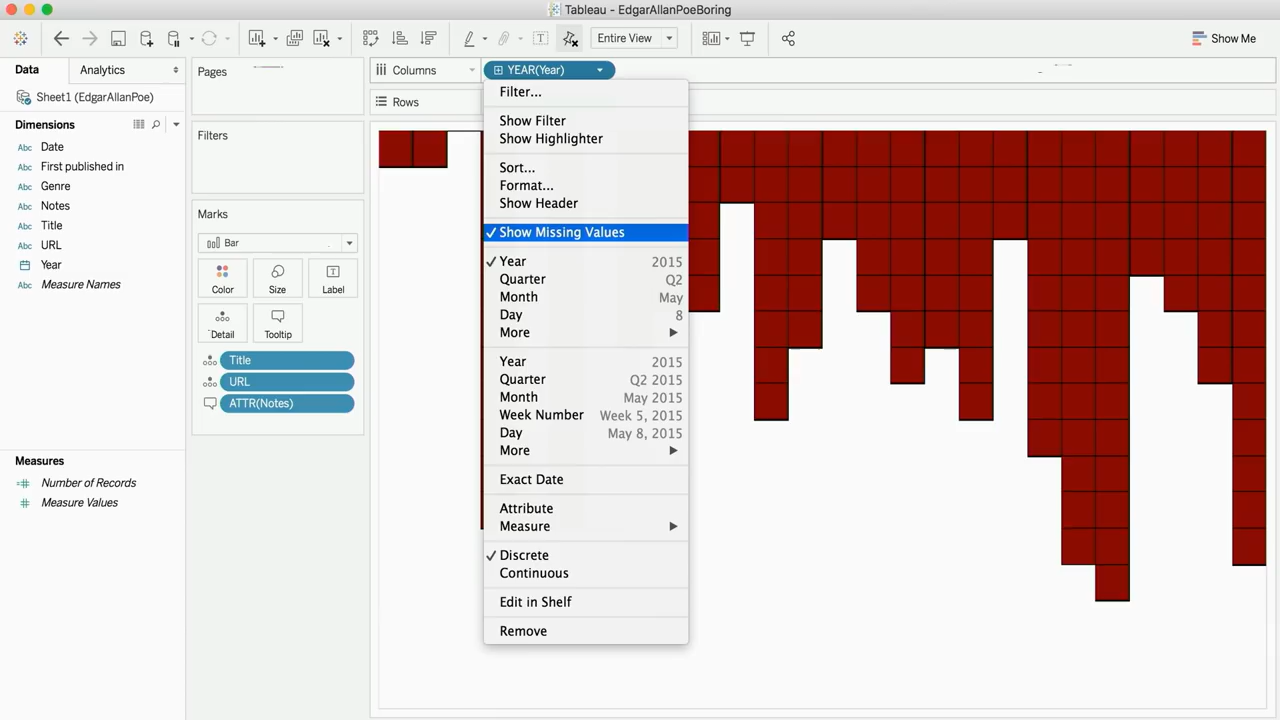 Tableau - EdgarAllanPoeBoring
Entire View
Show Me
Data
Analytics
Pages
Columns
YEAR(Year)
Sheet1 (EdgarAllanPoe)
Rows
Dimensions
Date
First published in
Genre
Notes
Title
URL
Year
Measure Names
Measures
Number of Records
Measure Values
Filters
Marks
Bar
Color
Size
Label
Detail
Tooltip
Title
URL
ATTR(Notes)
Filter...
Show Filter
Show Highlighter
Sort...
Format...
Show Header
✓ Show Missing Values
✓ Year 2015
Quarter Q2
Month May
Day 8
More
Year 2015
Quarter Q2 2015
Month May 2015
Week Number Week 5, 2015
Day May 8, 2015
More
Exact Date
Attribute
Measure
✓ Discrete
Continuous
Edit in Shelf
Remove